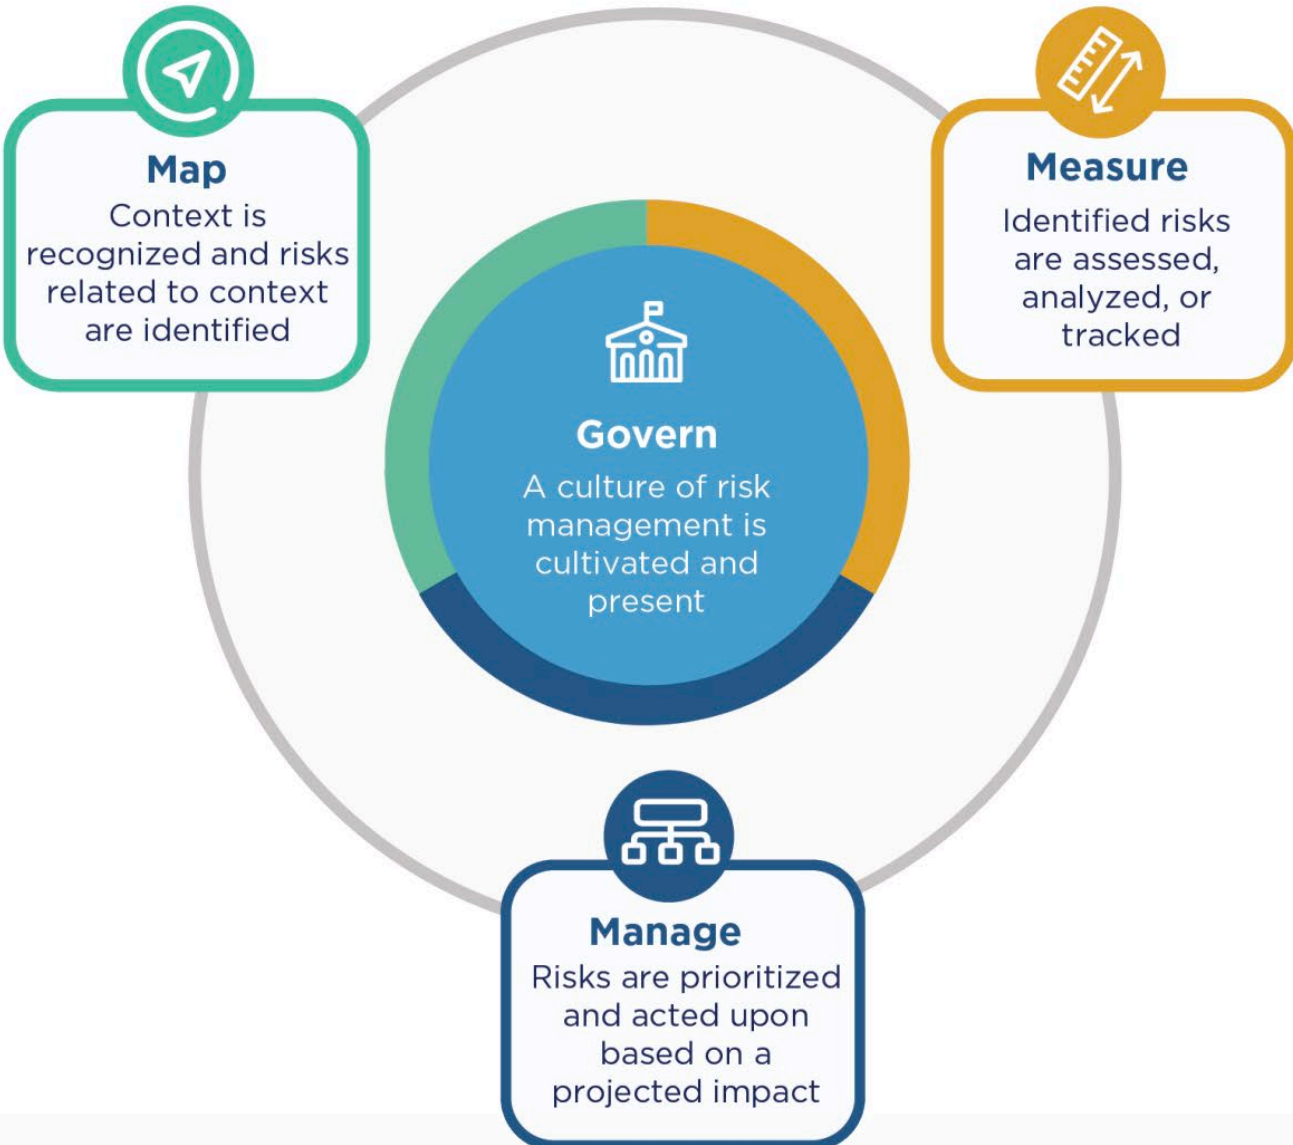 Map
Context is
recognized and risks
related to context
are identified
Measure
Identified risks
are assessed,
analyzed, or
tracked
Govern
A culture of risk
management is
cultivated and
present
Manage
Risks are prioritized
and acted upon
based on a
projected impact